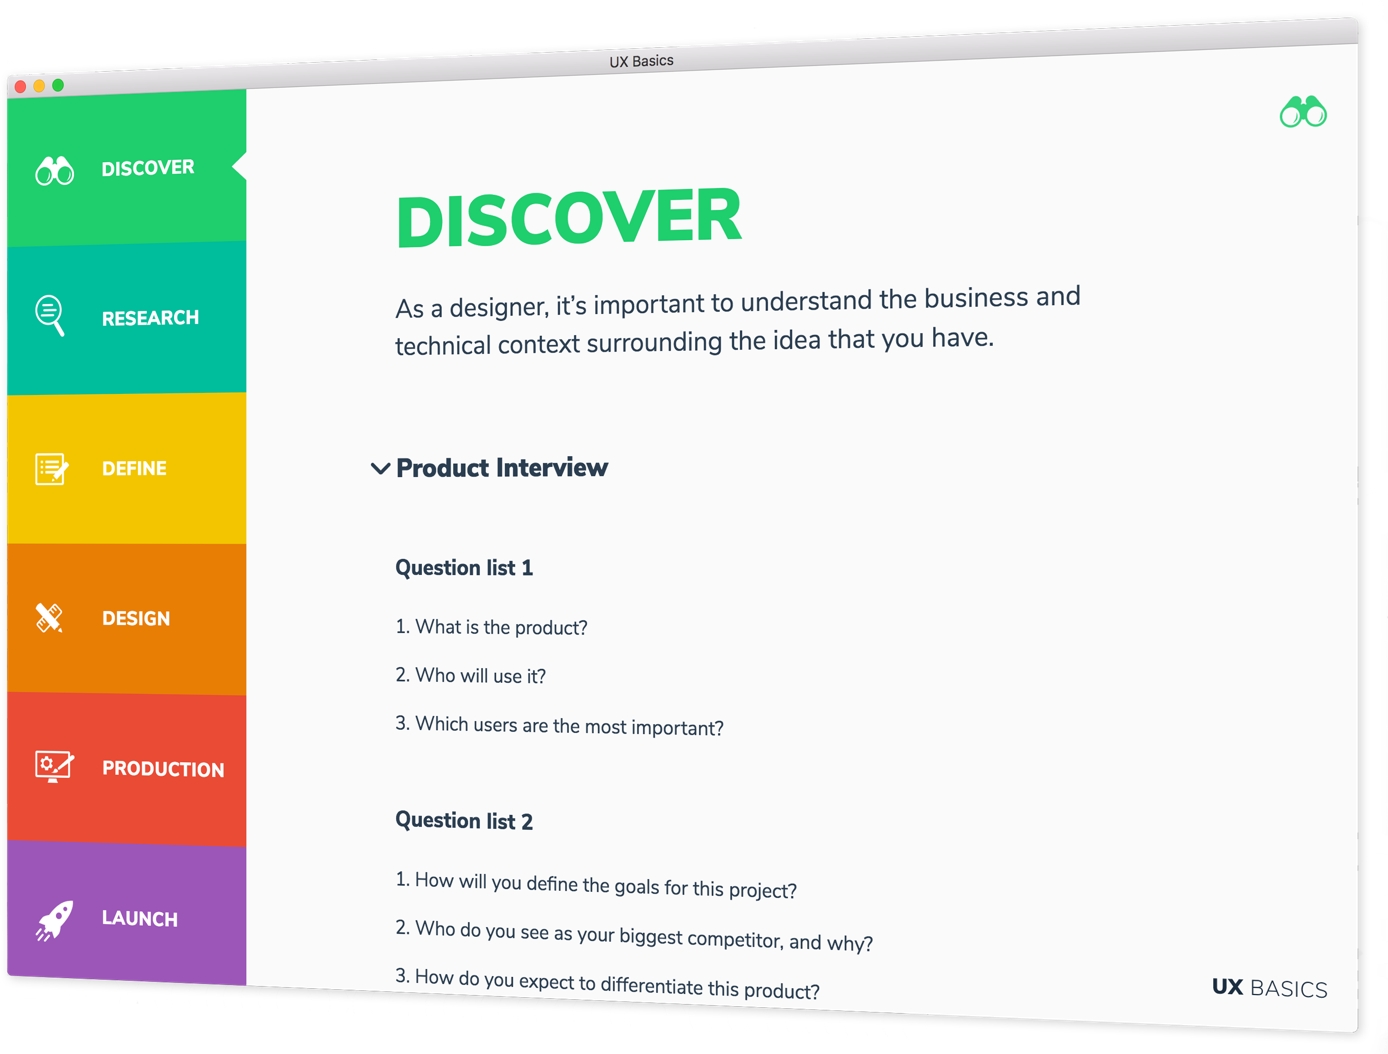 UX Basics
DISCOVER
RESEARCH
DEFINE
DESIGN
PRODUCTION
LAUNCH
DISCOVER
As a designer, it’s important to understand the business and
technical context surrounding the idea that you have.
Product Interview
Question list 1
1. What is the product?
2. Who will use it?
3. Which users are the most important?
Question list 2
1. How will you define the goals for this project?
2. Who do you see as your biggest competitor, and why?
3. How do you expect to differentiate this product?
UX BASICS